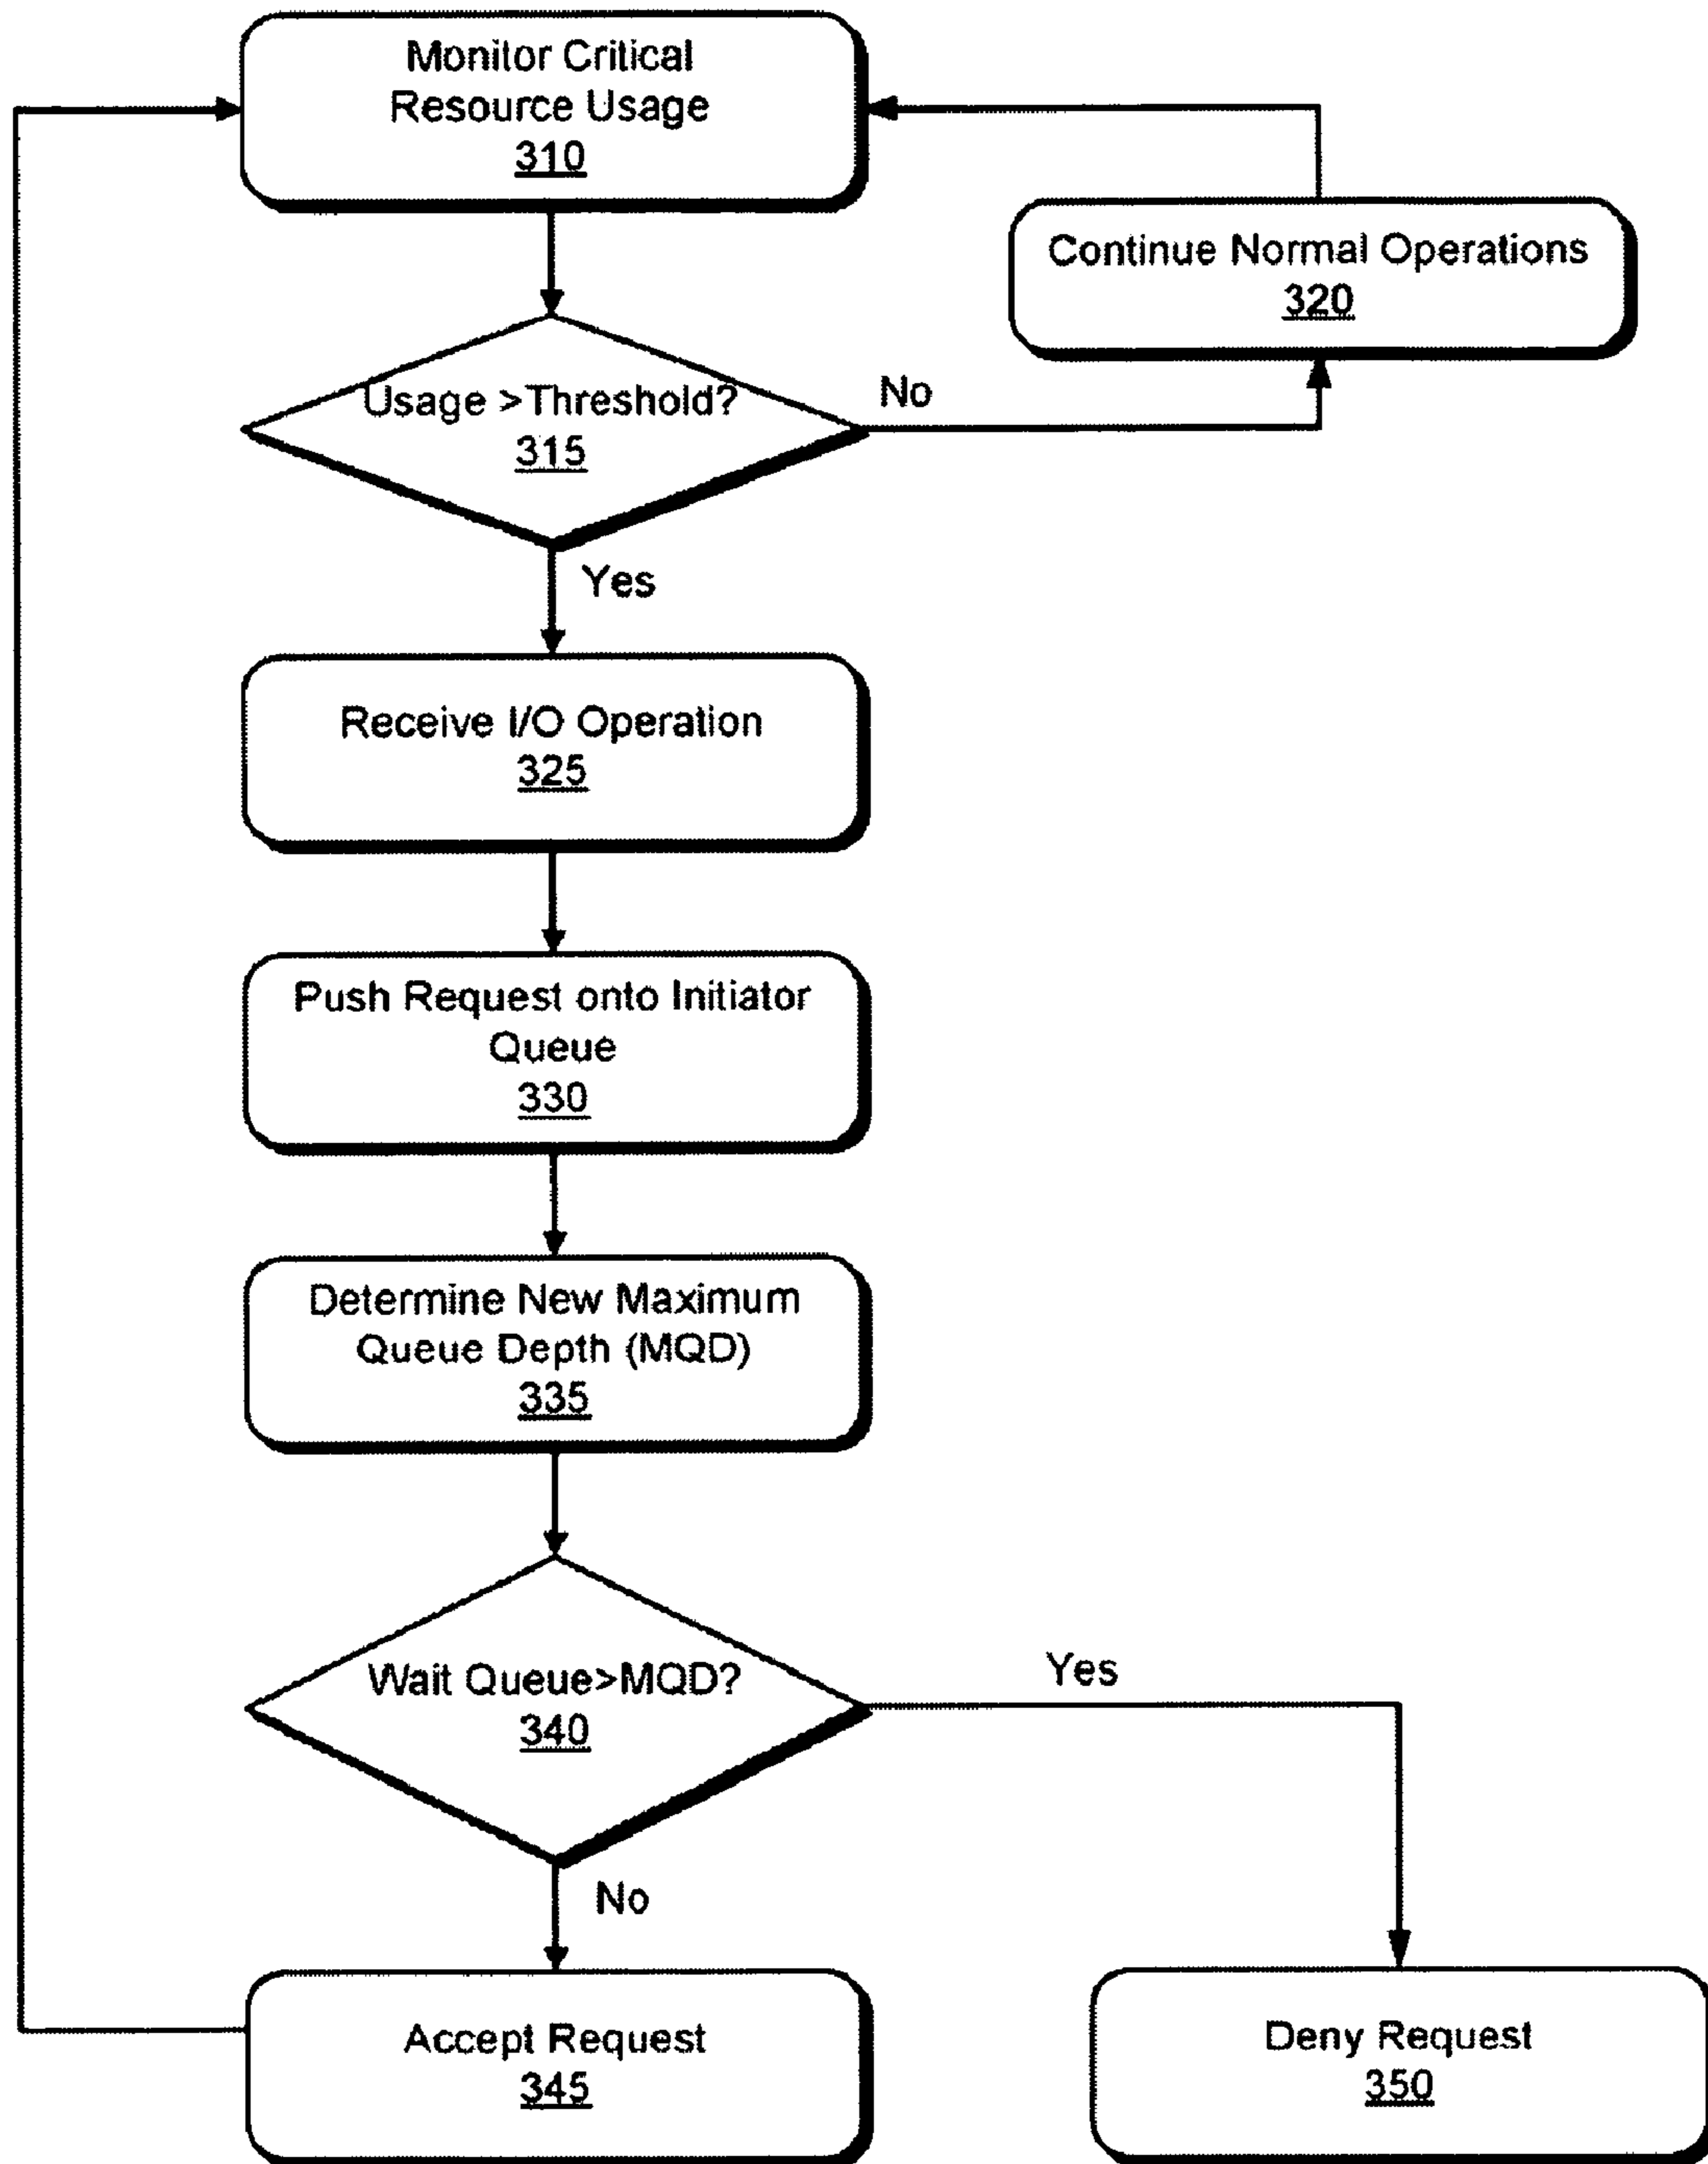 Monitor Critical
Resource Usage
310
Continue Normal Operations
320
Usage >Threshold?
315
No
Yes
Receive I/O Operation
325
Push Request onto Initiator
Queue
330
Determine New Maximum
Queue Depth (MQD)
335
Wait Queue>MQD?
340
Yes
No
Accept Request
345
Deny Request
350